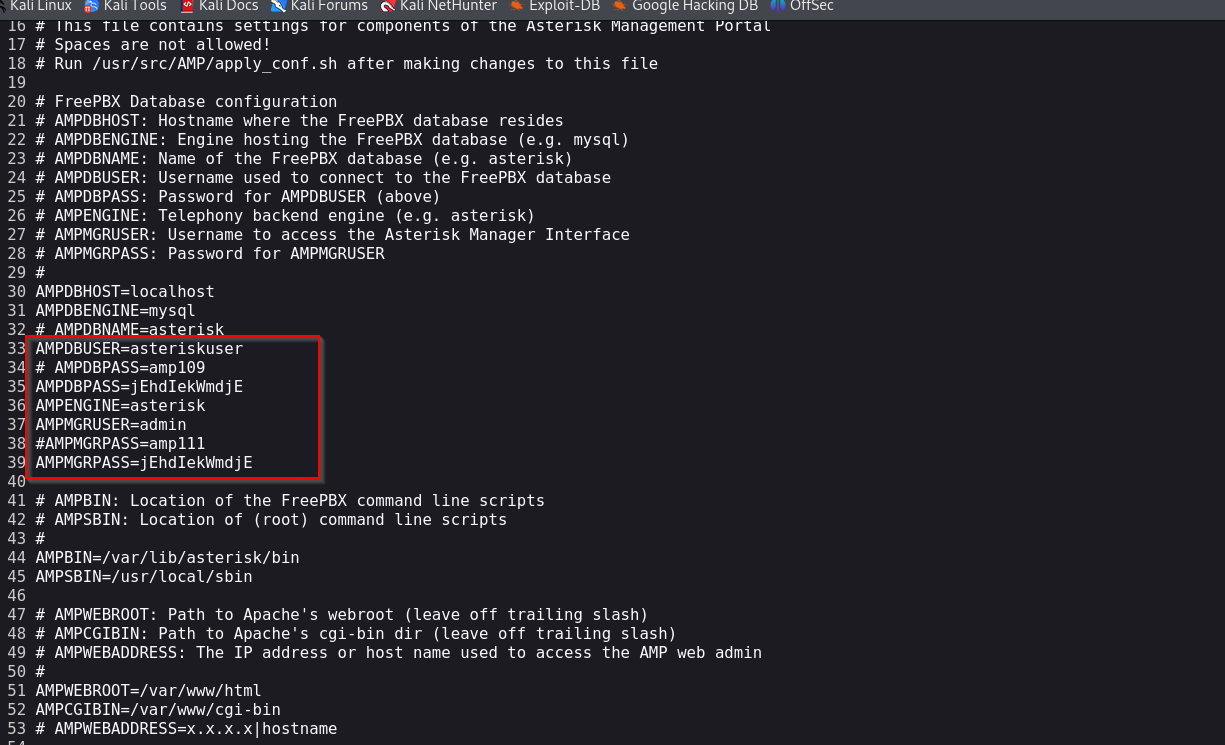 Kali Linux Kali Tools Kali Docs Kali Forums Kali NetHunter Exploit-DB Google Hacking DB OffSec
16 # This file contains settings for components of the Asterisk Management Portal
17 # Spaces are not allowed!
18 # Run /usr/src/AMP/apply_conf.sh after making changes to this file
19
20 # FreePBX Database configuration
21 # AMPDBHOST: Hostname where the FreePBX database resides
22 # AMPDBENGINE: Engine hosting the FreePBX database (e.g. mysql)
23 # AMPDBNAME: Name of the FreePBX database (e.g. asterisk)
24 # AMPDBUSER: Username used to connect to the FreePBX database
25 # AMPDBPASS: Password for AMPDBUSER (above)
26 # AMPENGINE: Telephony backend engine (e.g. asterisk)
27 # AMPMGRUSER: Username to access the Asterisk Manager Interface
28 # AMPMGRPASS: Password for AMPMGRUSER
29 #
30 AMPDBHOST=localhost
31 AMPDBENGINE=mysql
32 # AMPDBNAME=asterisk
33 AMPDBUSER=asteriskuser
34 # AMPDBPASS=amp109
35 AMPDBPASS=jEhdIekWmdjE
36 AMPENGINE=asterisk
37 AMPMGRUSER=admin
38 #AMPMGRPASS=amp111
39 AMPMGRPASS=jEhdIekWmdjE
40
41 # AMPBIN: Location of the FreePBX command line scripts
42 # AMPSBIN: Location of (root) command line scripts
43 #
44 AMPBIN=/var/lib/asterisk/bin
45 AMPSBIN=/usr/local/sbin
46
47 # AMPWEBROOT: Path to Apache's webroot (leave off trailing slash)
48 # AMPCGIBIN: Path to Apache's cgi-bin dir (leave off trailing slash)
49 # AMPWEBADDRESS: The IP address or host name used to access the AMP web admin
50 #
51 AMPWEBROOT=/var/www/html
52 AMPCGIBIN=/var/www/cgi-bin
53 # AMPWEBADDRESS=x.x.x.x|hostname